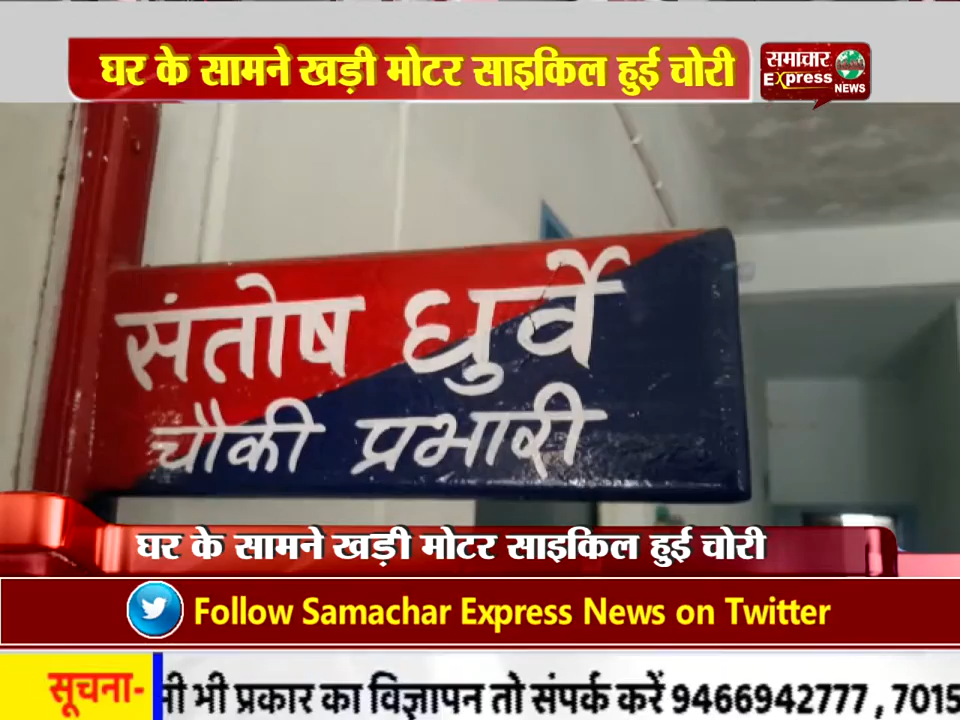 घर के सामने खड़ी मोटर साइकिल हुई चोरी
समाचार
Express
NEWS
संतोष धुर्वे
चौकी प्रभारी
घर के सामने खड़ी मोटर साइकिल हुई चोरी
Follow Samachar Express News on Twitter
सूचना- भी प्रकार का विज्ञापन तो संपर्क करें 9466942777 , 7015